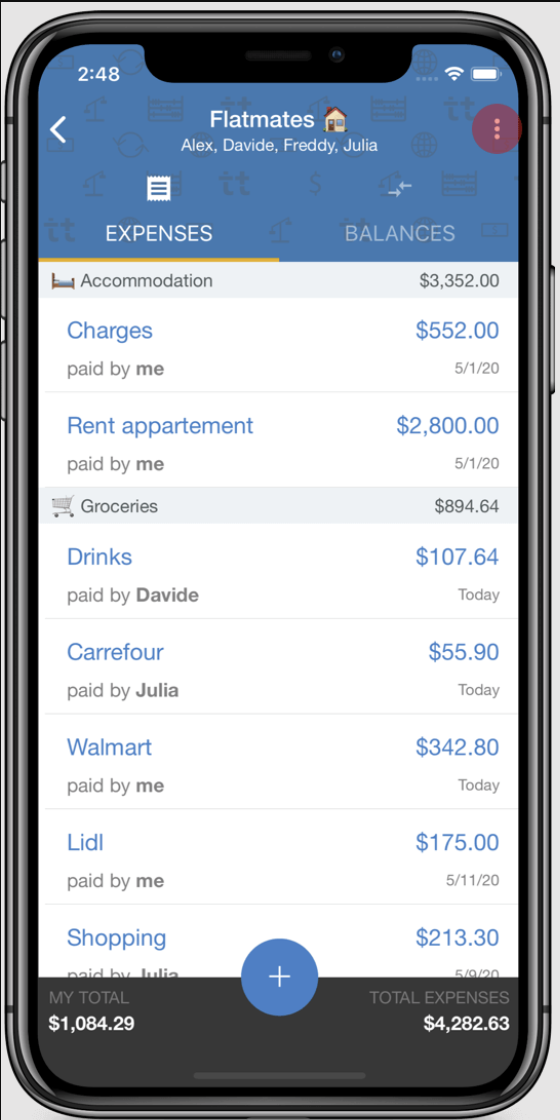 2:48
Flatmates
Alex, Davide, Freddy, Julia
EXPENSES BALANCES
Accommodation $3,352.00
Charges $552.00
paid by me 5/1/20
Rent appartement $2,800.00
paid by me 5/1/20
Groceries $894.64
Drinks $107.64
paid by Davide Today
Carrefour $55.90
paid by Julia Today
Walmart $342.80
paid by me Today
Lidl $175.00
paid by me 5/11/20
Shopping $213.30
paid by Julia 5/9/20
+
MY TOTAL TOTAL EXPENSES
$1,084.29 $4,282.63